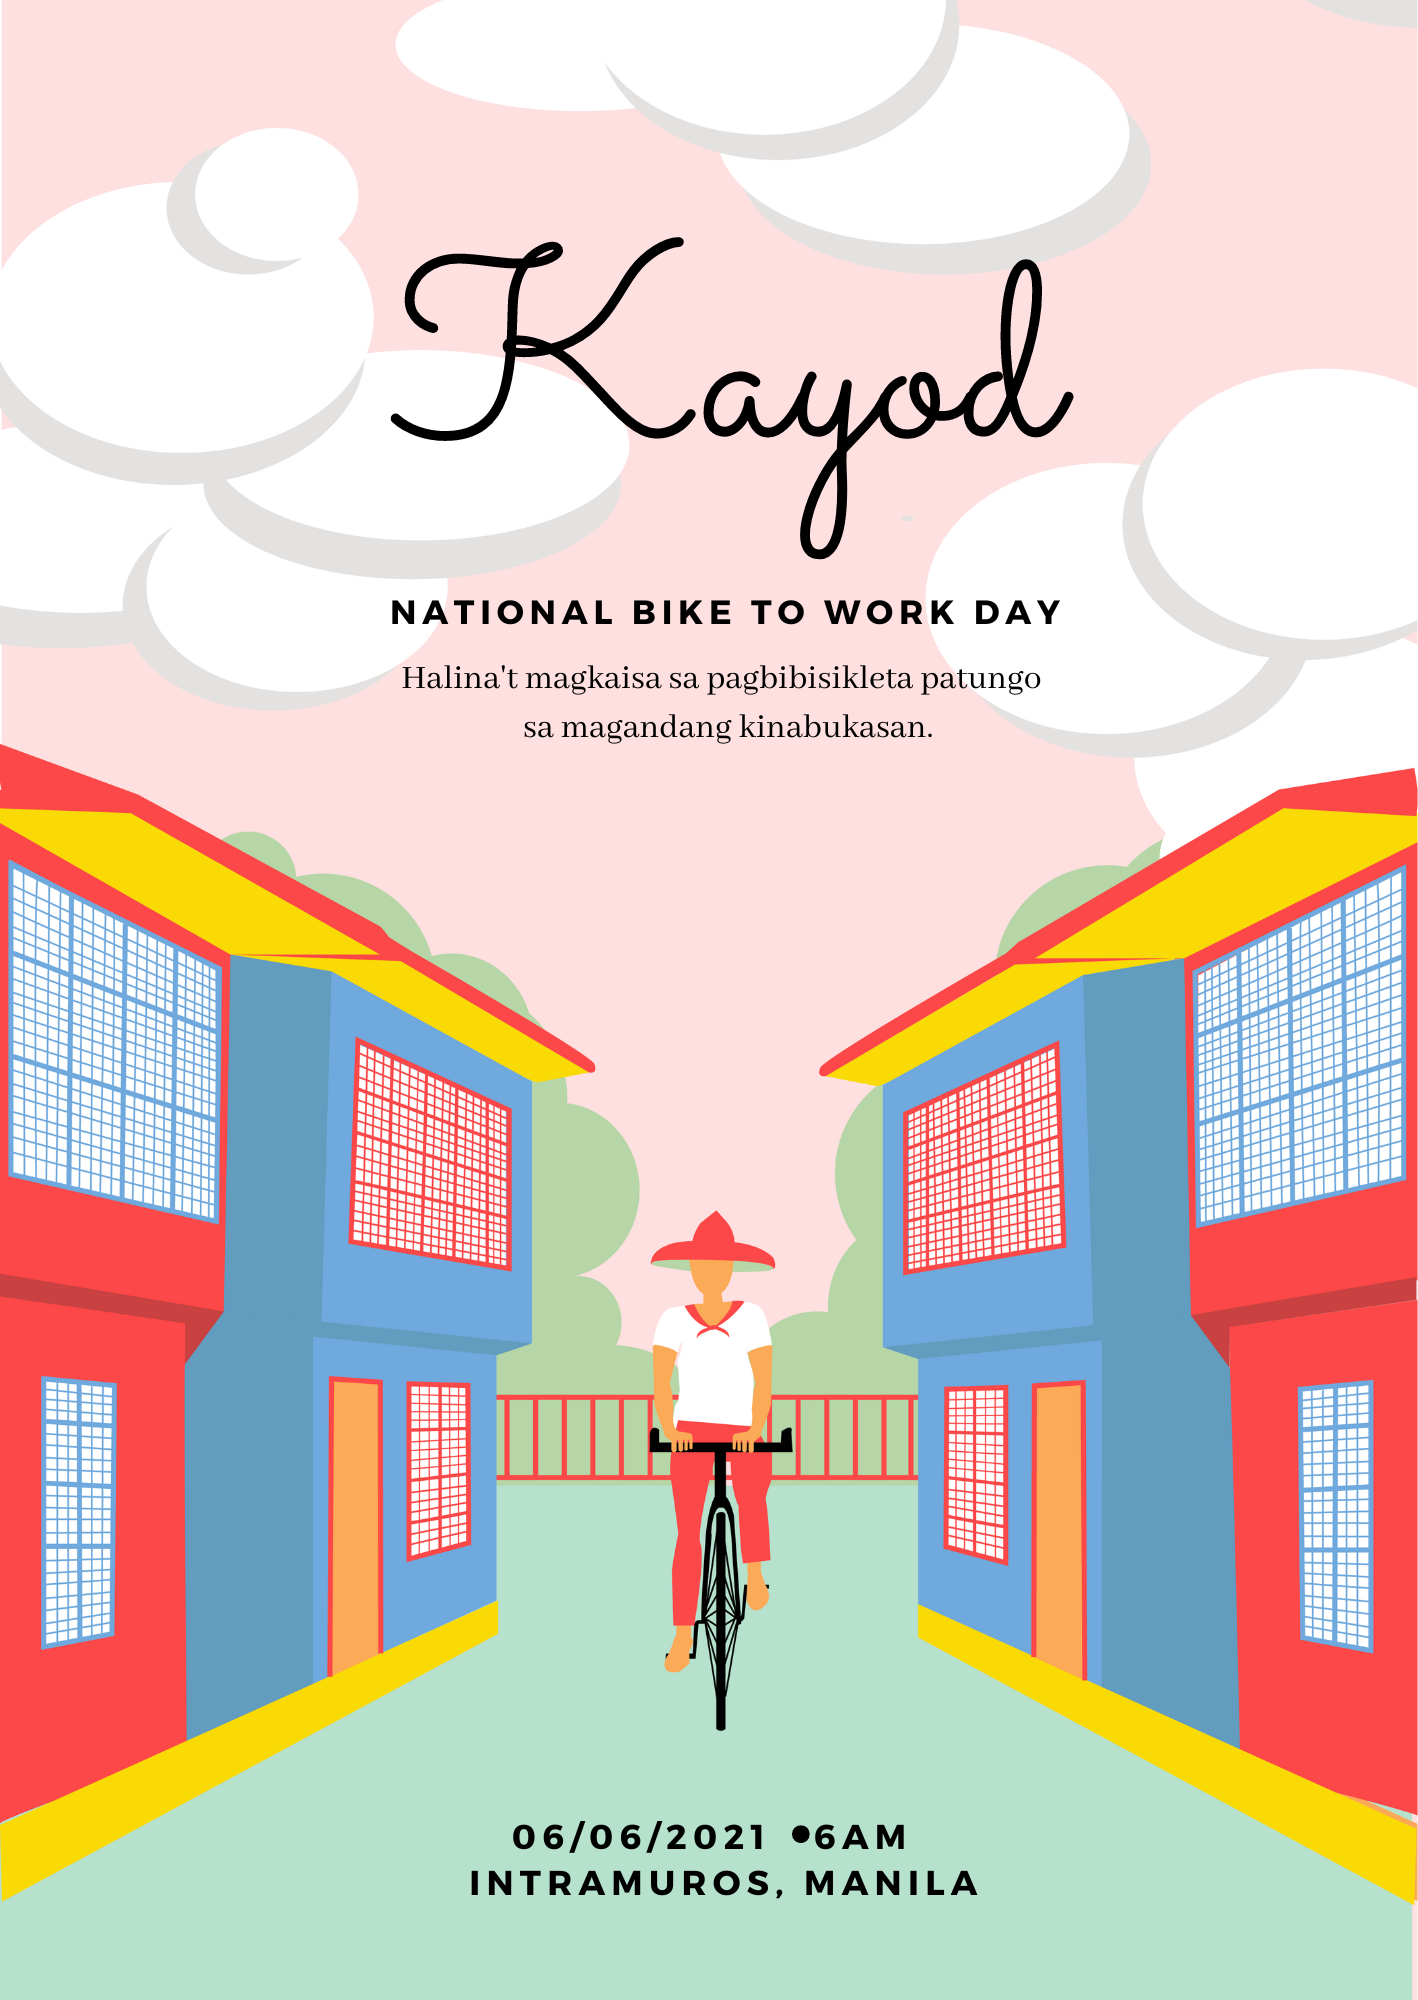 Kayod
NATIONAL BIKE TO WORK DAY
Halina't magkaisa sa pagbibisikleta patungo
sa magandang kinabukasan.
06/06/2021 •6AM
INTRAMUROS, MANILA